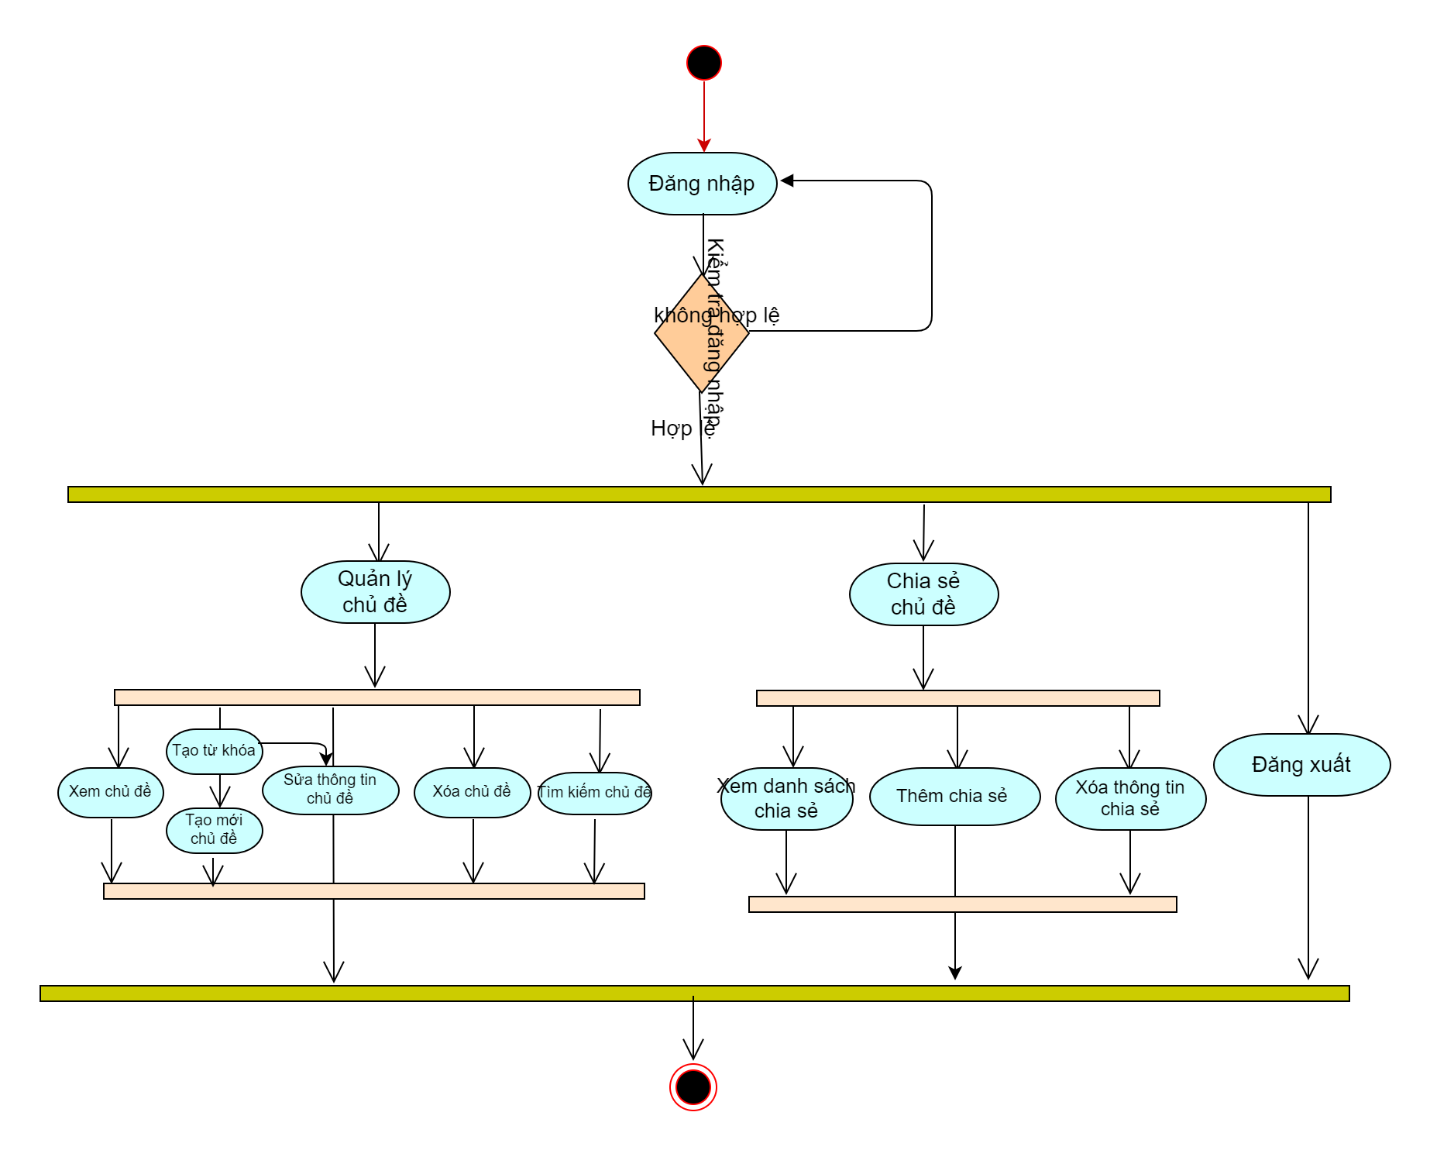 Đăng nhập
Kiểm tra đăng nhập
không hợp lệ
Hợp lệ
Quản lý
chủ đề
Chia sẻ
chủ đề
Tạo từ khóa
Xem chủ đề
Sửa thông tin
chủ đề
Xóa chủ đề
Tìm kiếm chủ đề
Tạo mới
chủ đề
Xem danh sách
chia sẻ
Thêm chia sẻ
Xóa thông tin
chia sẻ
Đăng xuất